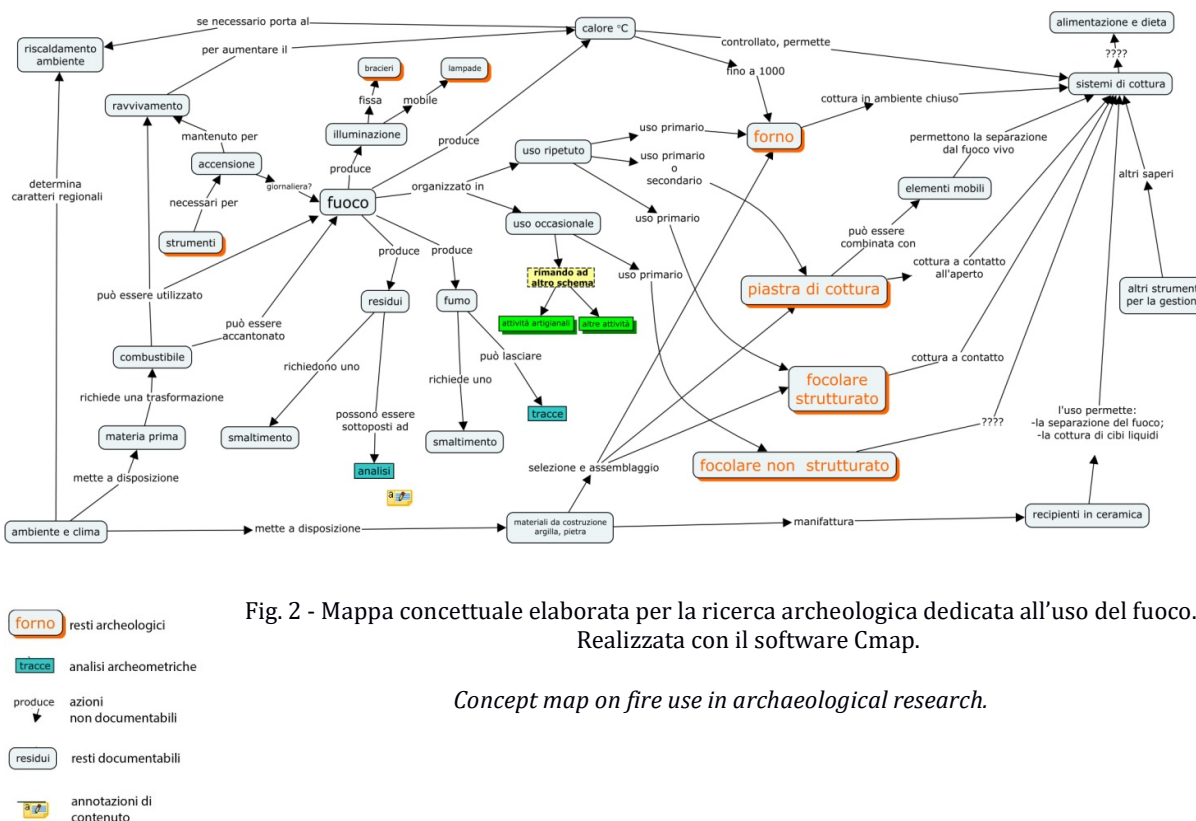 se necessario porta al
calore °C
alimentazione e dieta
riscaldamento
ambiente
per aumentare il
controllato, permette
????
bracieri
lampade
fino a 1000
sistemi di cottura
ravvivamento
fissa
mobile
cottura in ambiente chiuso
illuminazione
mantenuto per
produce
uso primario
forno
permettono la separazione
dal fuoco vivo
uso ripetuto
accensione
produce
uso primario
o
secondario
determina
caratteri regionali
giornaliera?
organizzato in
elementi mobili
altri saperi
necessari per
fuoco
uso occasionale
uso primario
strumenti
può essere
combinata con
produce
produce
rimando ad
altro schema
uso primario
cottura a contatto
all'aperto
può essere utilizzato
residui
fumo
piastra di cottura
altri strument
per la gestion
attività artigianali
altre attività
può essere
accantonato
combustibile
può lasciare
cottura a contatto
richiedono uno
richiede uno
focolare
strutturato
richiede una trasformazione
possono essere
sottoposti ad
tracce
l'uso permette:
-la separazione del fuoco;
-la cottura di cibi liquidi
materia prima
smaltimento
smaltimento
????
analisi
selezione e assemblaggio
focolare non strutturato
mette a disposizione
a
ambiente e clima
mette a disposizione
materiali da costruzione
argilla, pietra
manifattura
recipienti in ceramica
Fig. 2 - Mappa concettuale elaborata per la ricerca archeologica dedicata all'uso del fuoco.
Realizzata con il software Cmap.
Concept map on fire use in archaeological research.
forno resti archeologici
tracce analisi archeometriche
produce azioni
non documentabili
residui resti documentabili
a annotazioni di
contenuto